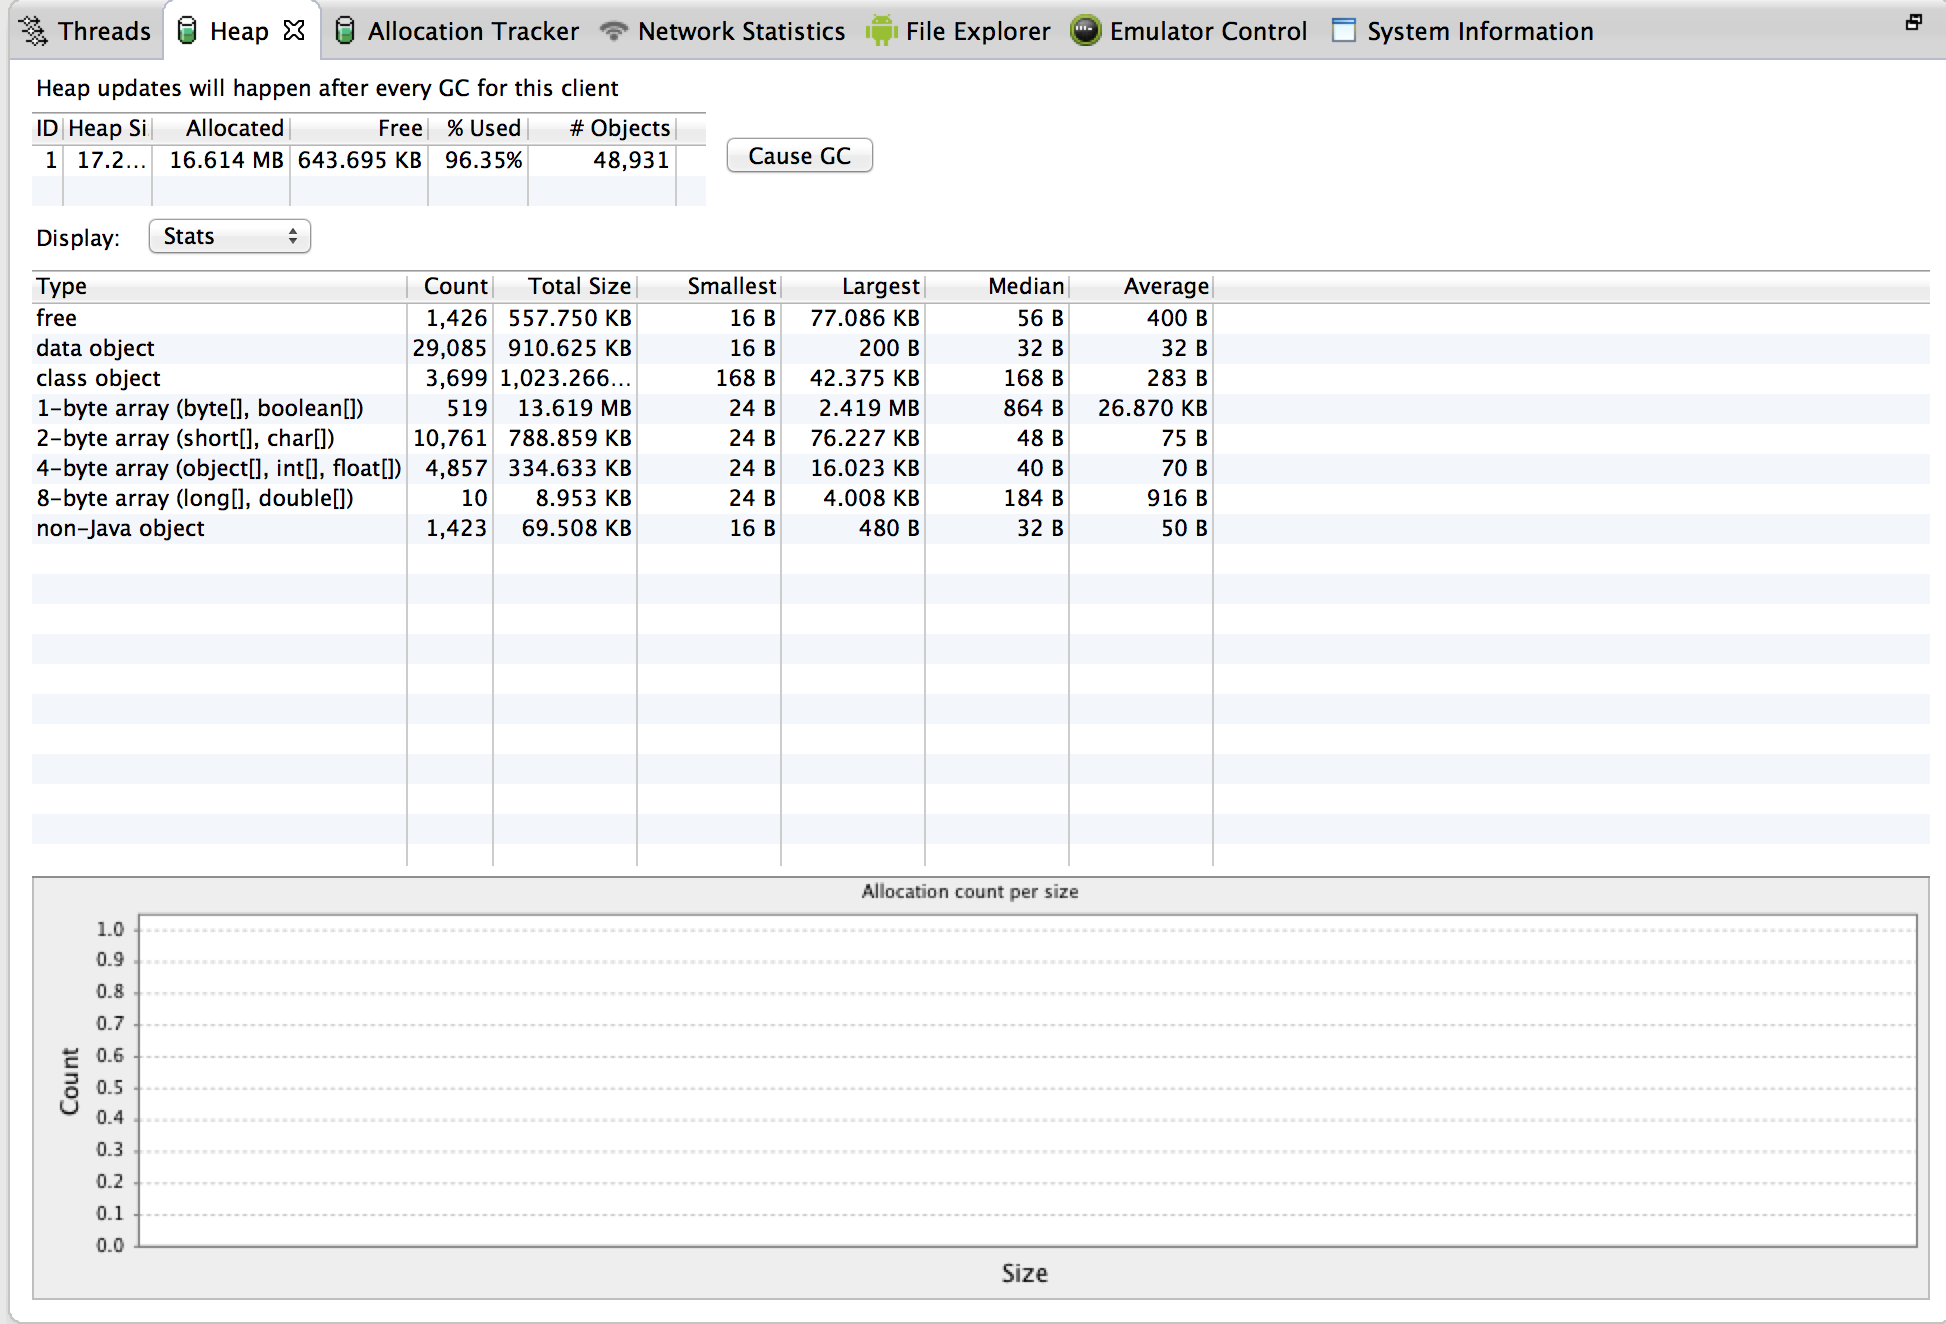 Threads Heap Allocation Tracker Network Statistics File Explorer Emulator Control System Information
Heap updates will happen after every GC for this client
ID Heap Si Allocated Free % Used # Objects
1 17.2... 16.614 MB 643.695 KB 96.35% 48,931
Cause GC
Display: Stats
Type Count Total Size Smallest Largest Median Average
free 1,426 557.750 KB 16 B 77.086 KB 56 B 400 B
data object 29,085 910.625 KB 16 B 200 B 32 B 32 B
class object 3,699 1,023.266... 168 B 42.375 KB 168 B 283 B
1-byte array (byte[], boolean[]) 519 13.619 MB 24 B 2.419 MB 864 B 26.870 KB
2-byte array (short[], char[]) 10,761 788.859 KB 24 B 76.227 KB 48 B 75 B
4-byte array (object[], int[], float[]) 4,857 334.633 KB 24 B 16.023 KB 40 B 70 B
8-byte array (long[], double[]) 10 8.953 KB 24 B 4.008 KB 184 B 916 B
non-Java object 1,423 69.508 KB 16 B 480 B 32 B 50 B
Allocation count per size
1.0
0.9
0.8
0.7
0.6
0.5
0.4
0.3
0.2
0.1
0.0
Count
Size